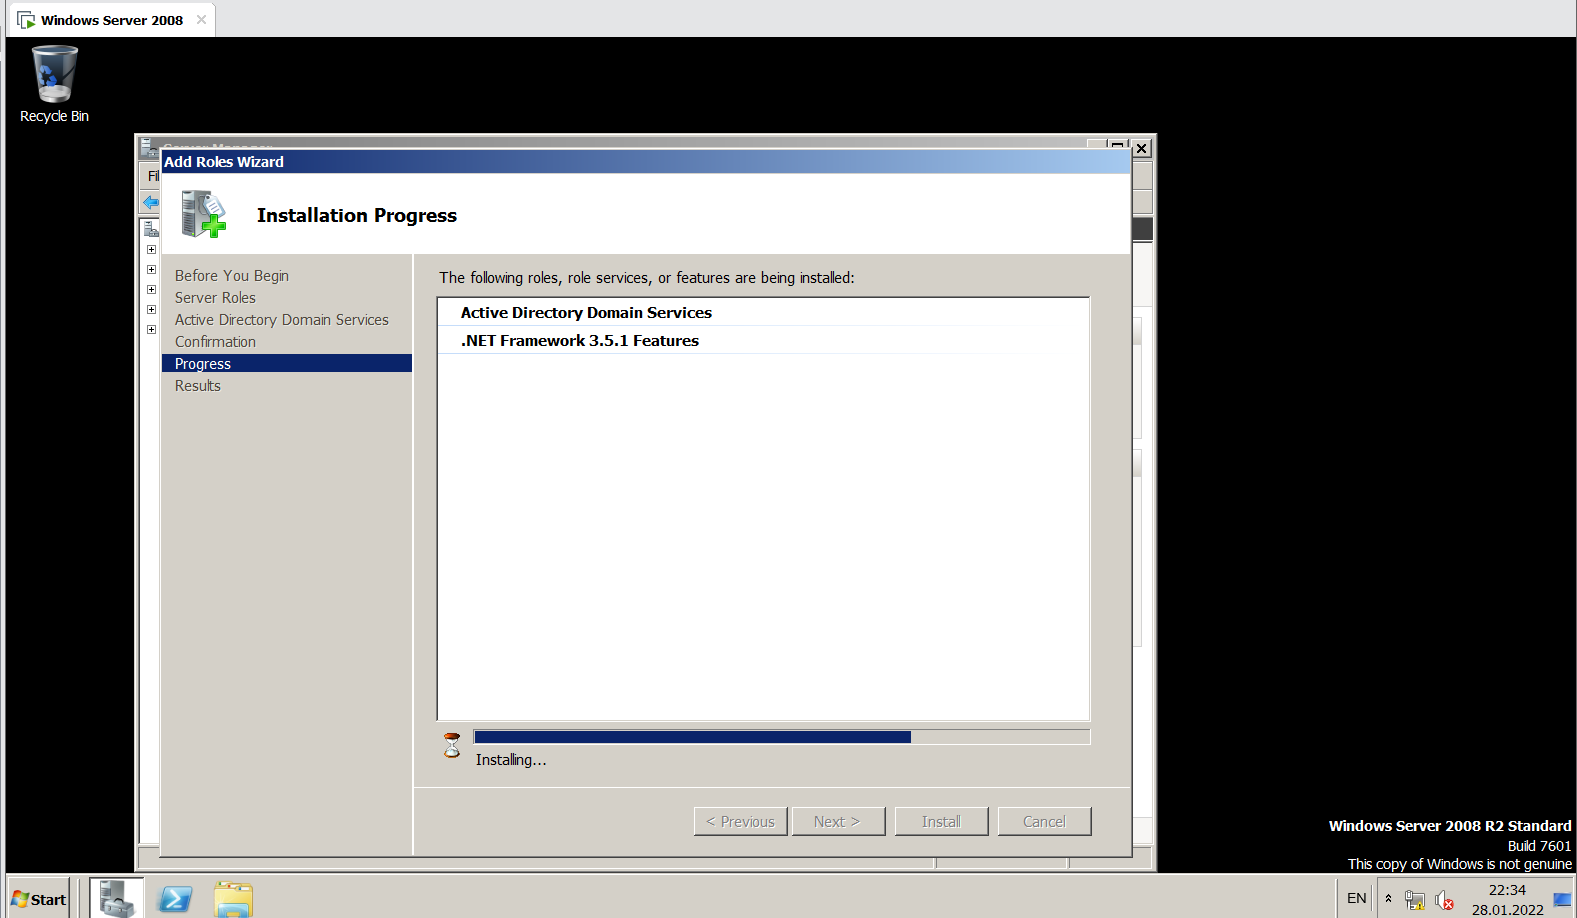 Windows Server 2008
Recycle Bin
Server Manager
Add Roles Wizard
Fil
Installation Progress
Before You Begin
Server Roles
Active Directory Domain Services
Confirmation
Progress
Results
The following roles, role services, or features are being installed:
Active Directory Domain Services
.NET Framework 3.5.1 Features
Installing...
< Previous
Next >
Install
Cancel
Windows Server 2008 R2 Standard
Build 7601
This copy of Windows is not genuine
Start
EN
22:34
28.01.2022